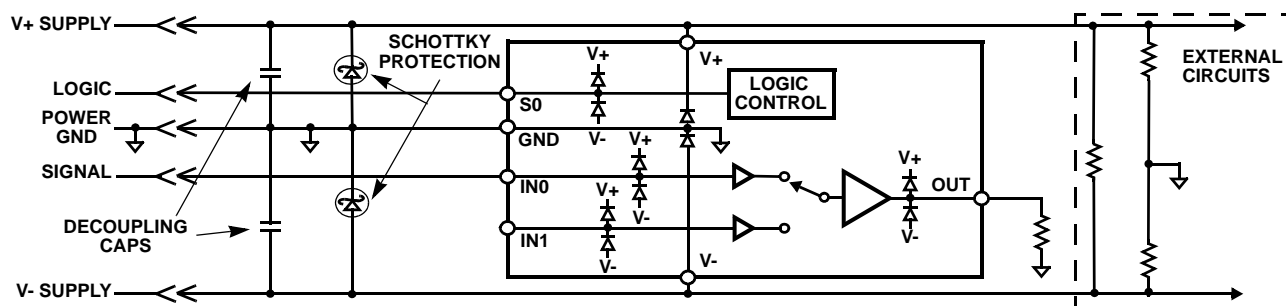 V+ SUPPLY
LOGIC
POWER
GND
SIGNAL
DECOUPLING
CAPS
V- SUPPLY
SCHOTTKY
PROTECTION
V+
V+
S0
V-
LOGIC
CONTROL
GND
V+
IN0
V+
V-
IN1
V-
V+
OUT
V-
V-
EXTERNAL
CIRCUITS